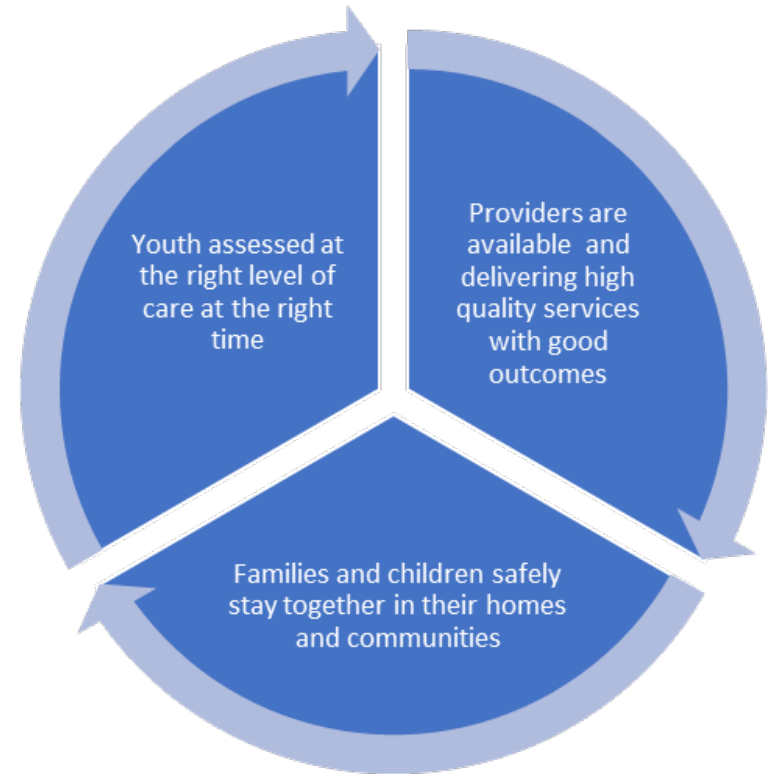 Youth assessed at
the right level of
care at the right
time
Providers are
available and
delivering high
quality services
with good
outcomes
Families and children safely
stay together in their homes
and communities